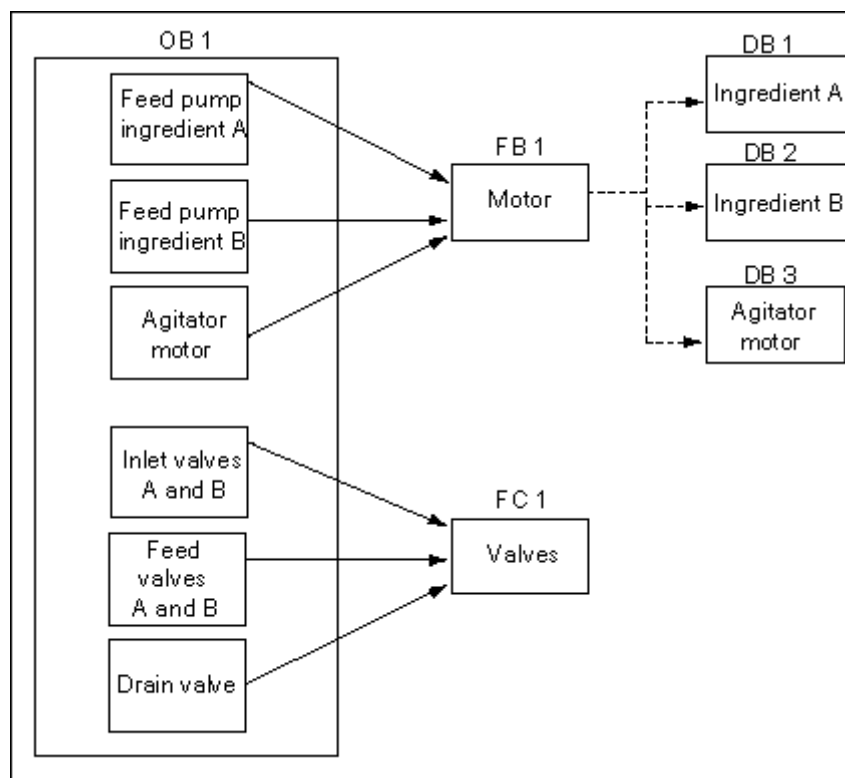 OB 1
Feed pump
ingredient A
Feed pump
ingredient B
Agitator
motor
Inlet valves
A and B
Feed
valves
A and B
Drain valve
FB 1
Motor
FC 1
Valves
DB 1
Ingredient A
DB 2
Ingredient B
DB 3
Agitator
motor